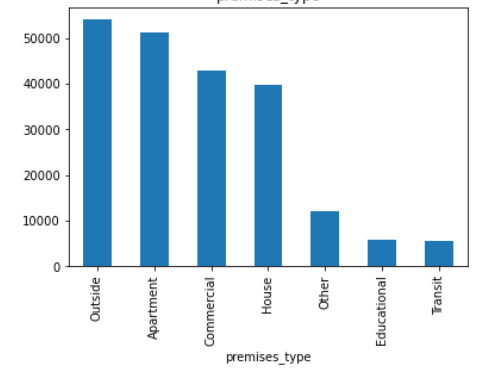 premises_type
50000
40000
30000
20000
10000
0
Outside
Apartment
Commercial
House
Other
Educational
Transit
premises_type